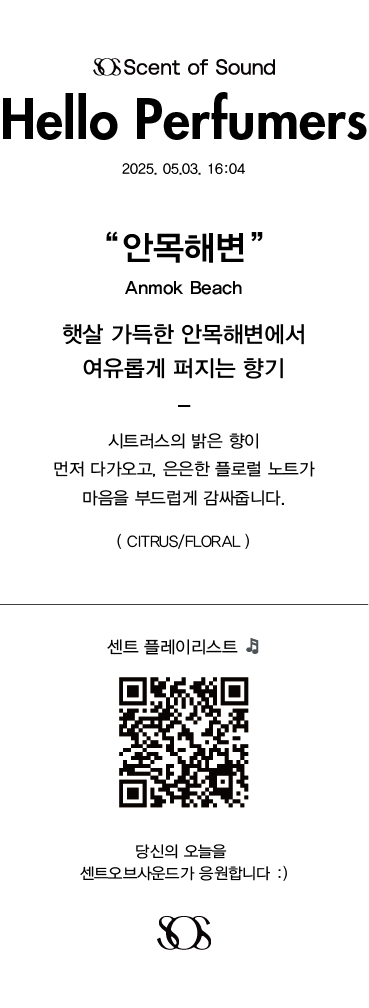 SOS Scent of Sound
Hello Perfumers
2025. 05.03. 16:04
“안목해변”
Anmok Beach
햇살 가득한 안목해변에서
여유롭게 퍼지는 향기
–
시트러스의 밝은 향이
먼저 다가오고, 은은한 플로럴 노트가
마음을 부드럽게 감싸줍니다.
( CITRUS/FLORAL )
센트 플레이리스트 🎵
당신의 오늘을
센트오브사운드가 응원합니다 :)
SOS